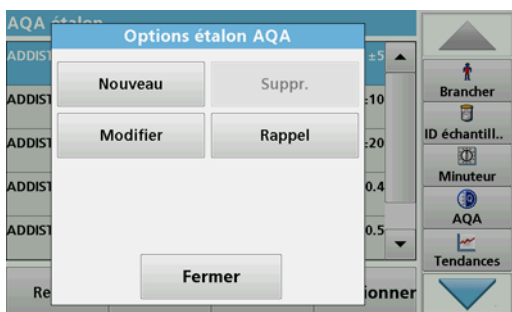 AQA étalon
Options étalon AQA
ADDIST
±5
Nouveau
Suppr.
Brancher
ADDIST
±10
ID échantill..
Modifier
Rappel
ADDIST
±20
Minuteur
ADDIST
0.4
AQA
ADDIST
0.5
Tendances
Fermer
Re
ionner